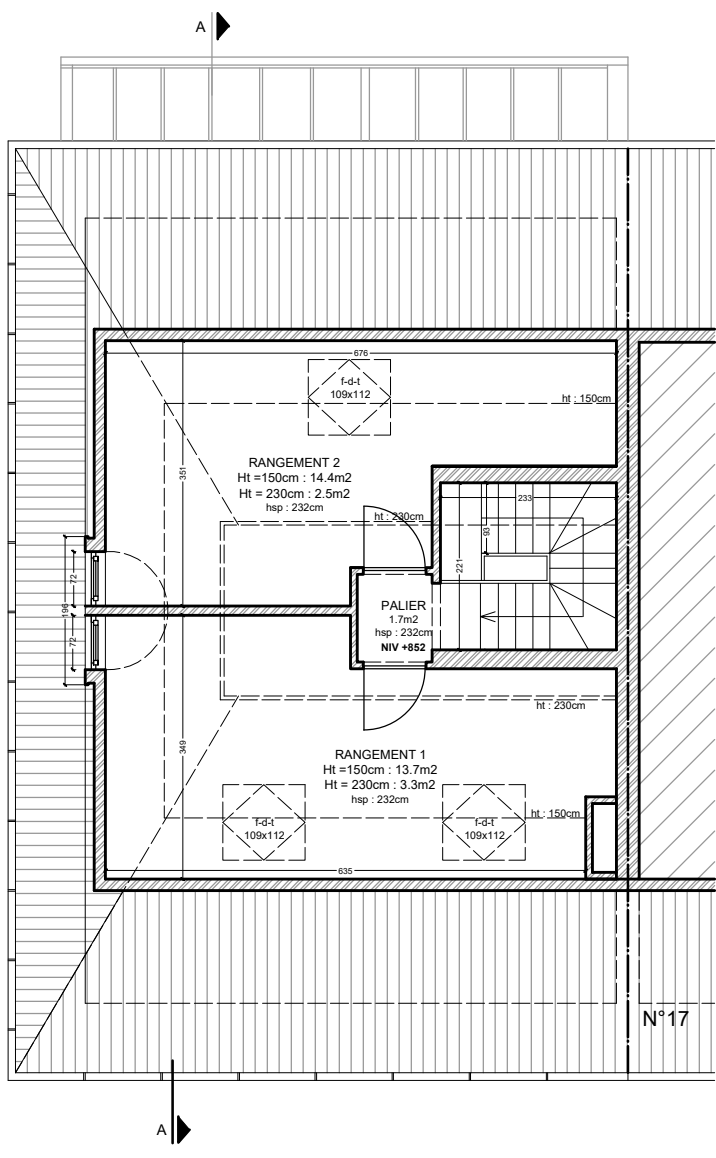 A
676
f-d-t
109x112
ht : 150cm
351
RANGEMENT 2
Ht =150cm : 14.4m2
Ht = 230cm : 2.5m2
hsp : 232cm
ht : 230cm
233
93
221
72
196
72
PALIER
1.7m2
hsp : 232cm
NIV +852
ht : 230cm
349
RANGEMENT 1
Ht =150cm : 13.7m2
Ht = 230cm : 3.3m2
hsp : 232cm
f-d-t
109x112
f-d-t
109x112
ht : 150cm
635
N°17
A